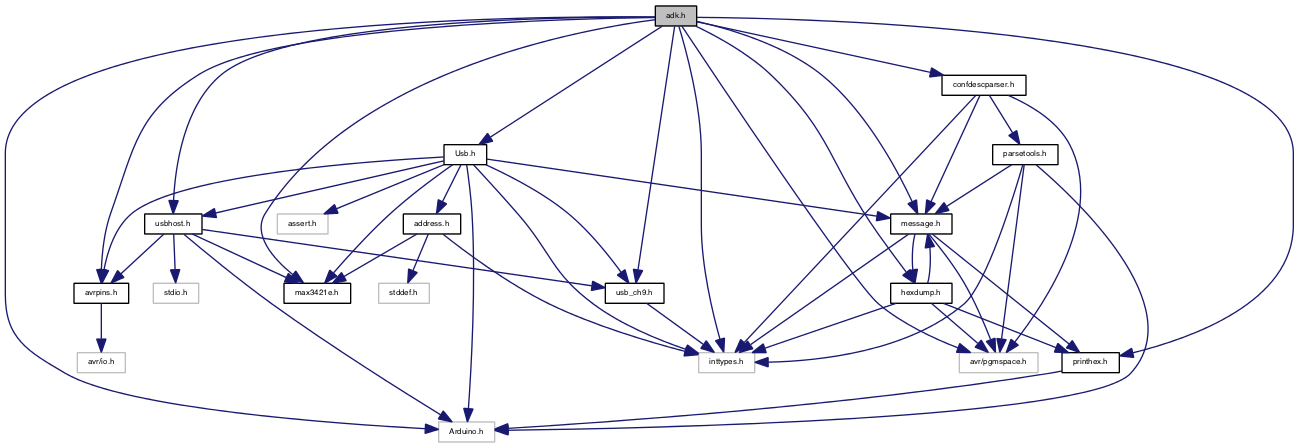 adk.h
confdescparser.h
Usb.h
parsetools.h
usbhost.h
assert.h
address.h
message.h
avrpins.h
stdio.h
max3421e.h
stddef.h
usb_ch9.h
hexdump.h
avr/io.h
inttypes.h
avr/pgmspace.h
printhex.h
Arduino.h